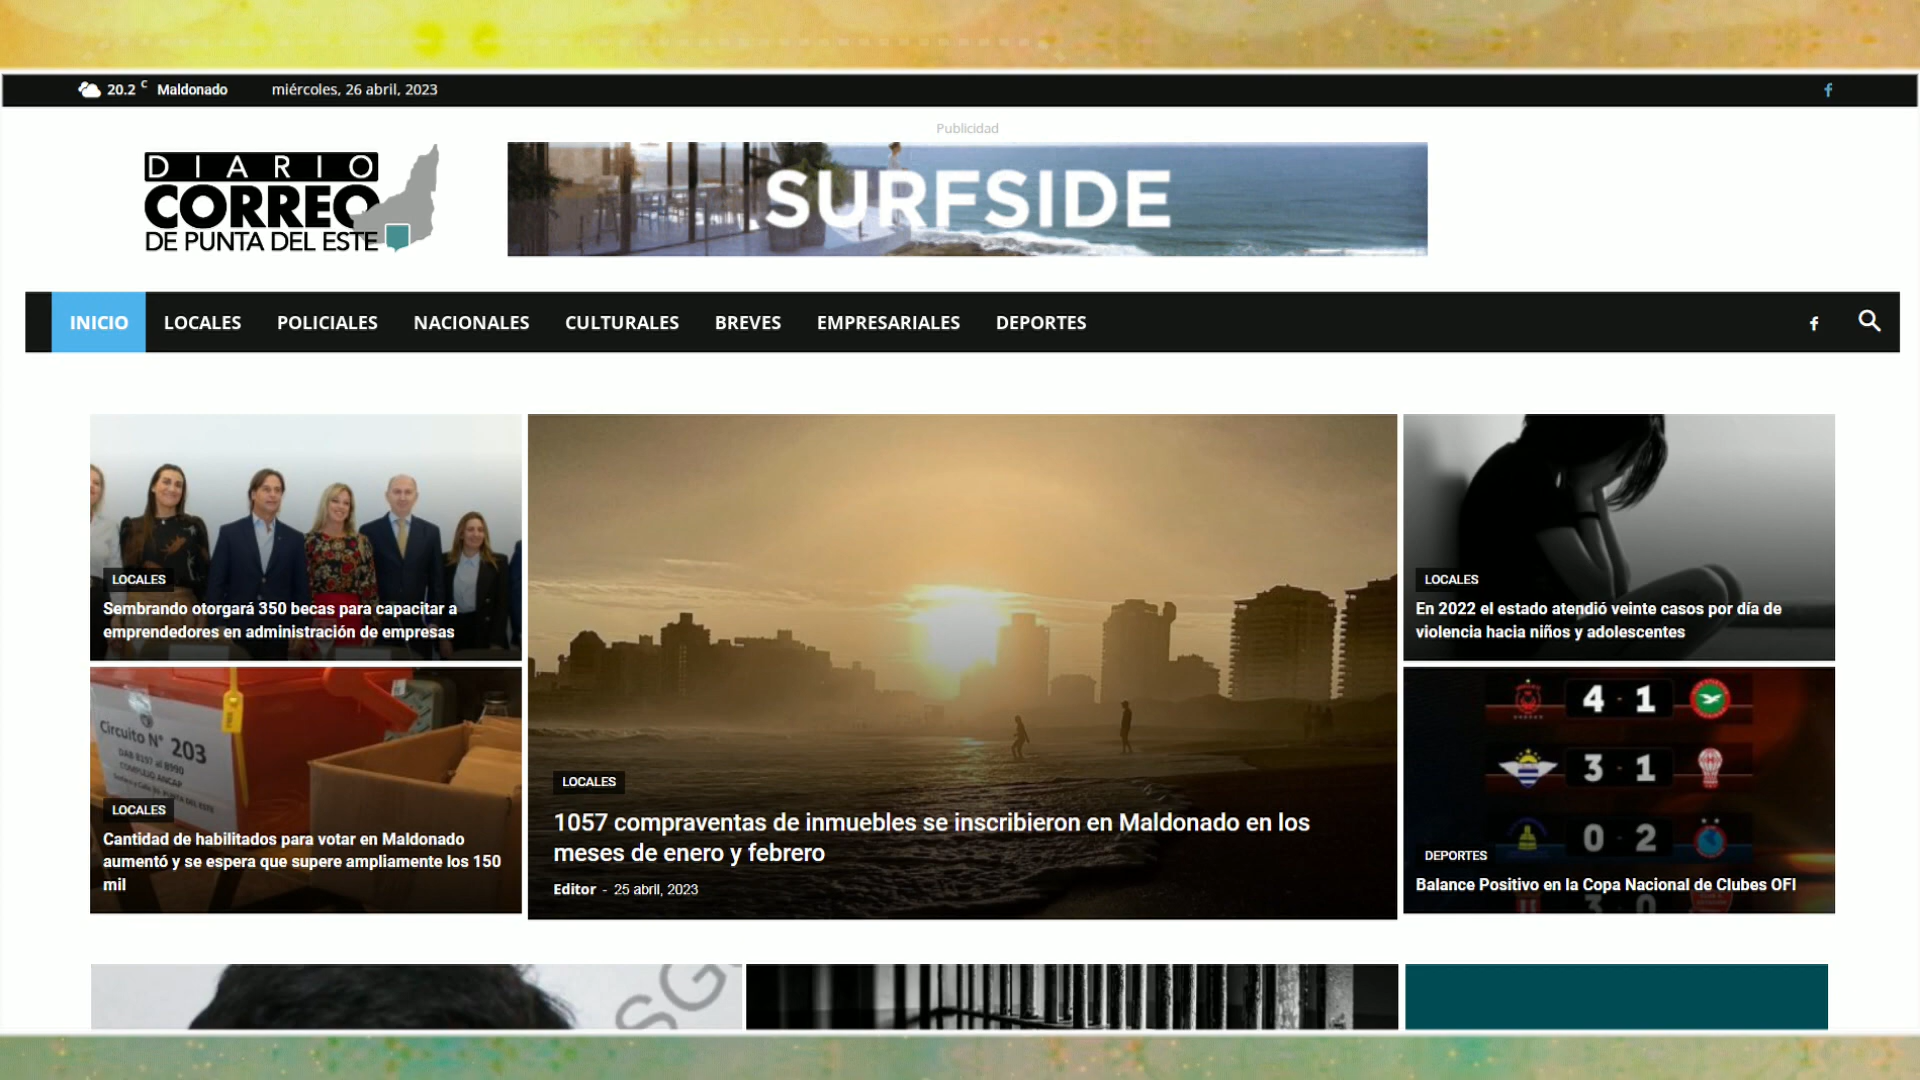 20.2 C Maldonado miércoles, 26 abril, 2023
Publicidad
DIARIO
CORREO
DE PUNTA DEL ESTE
SURFSIDE
INICIO LOCALES POLICIALES NACIONALES CULTURALES BREVES EMPRESARIALES DEPORTES
LOCALES
Sembrando otorgará 350 becas para capacitar a
emprendedores en administración de empresas
Circuito N° 203
LOCALES
Cantidad de habilitados para votar en Maldonado
aumentó y se espera que supere ampliamente los 150
mil
LOCALES
1057 compraventas de inmuebles se inscribieron en Maldonado en los
meses de enero y febrero
Editor - 25 abril, 2023
LOCALES
En 2022 el estado atendió veinte casos por día de
violencia hacia niños y adolescentes
4 - 1
3 - 1
0 - 2
DEPORTES
Balance Positivo en la Copa Nacional de Clubes OFI
3 0